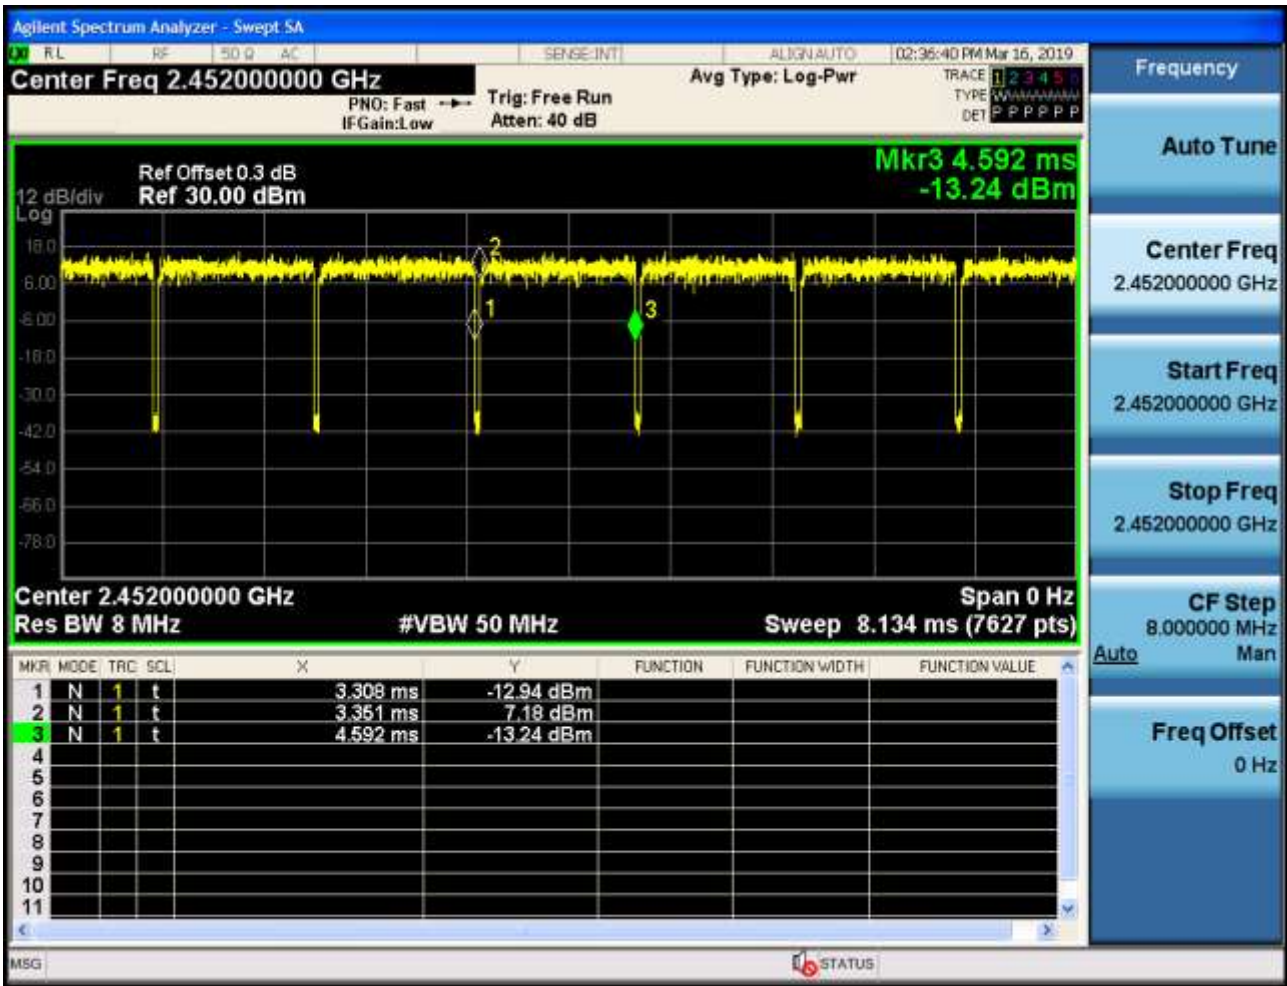 Agilent Spectrum Analyzer - Swept SA
RL RF 50 Ω AC SENSE:INT ALIGNAUTO 02:36:40 PM Mar 16, 2019
Center Freq 2.452000000 GHz
PNO: Fast
IFGain:Low
Trig: Free Run
Atten: 40 dB
Avg Type: Log-Pwr
TRACE 1 2 3 4 5 6
TYPE
DET P P P P P P
Frequency
Auto Tune
Center Freq
2.452000000 GHz
Start Freq
2.452000000 GHz
Stop Freq
2.452000000 GHz
CF Step
8.000000 MHz
Auto Man
Freq Offset
0 Hz
Mkr3 4.592 ms
-13.24 dBm
Ref Offset 0.3 dB
12 dB/div Ref 30.00 dBm
Log
18.0
6.00
-6.00
-18.0
-30.0
-42.0
-54.0
-66.0
-78.0
2
1
3
Center 2.452000000 GHz Span 0 Hz
Res BW 8 MHz #VBW 50 MHz Sweep 8.134 ms (7627 pts)
MKR MODE TRC SCL X Y FUNCTION FUNCTION WIDTH FUNCTION VALUE
1 N 1 t 3.308 ms -12.94 dBm
2 N 1 t 3.351 ms 7.18 dBm
3 N 1 t 4.592 ms -13.24 dBm
4
5
6
7
8
9
10
11
MSG STATUS